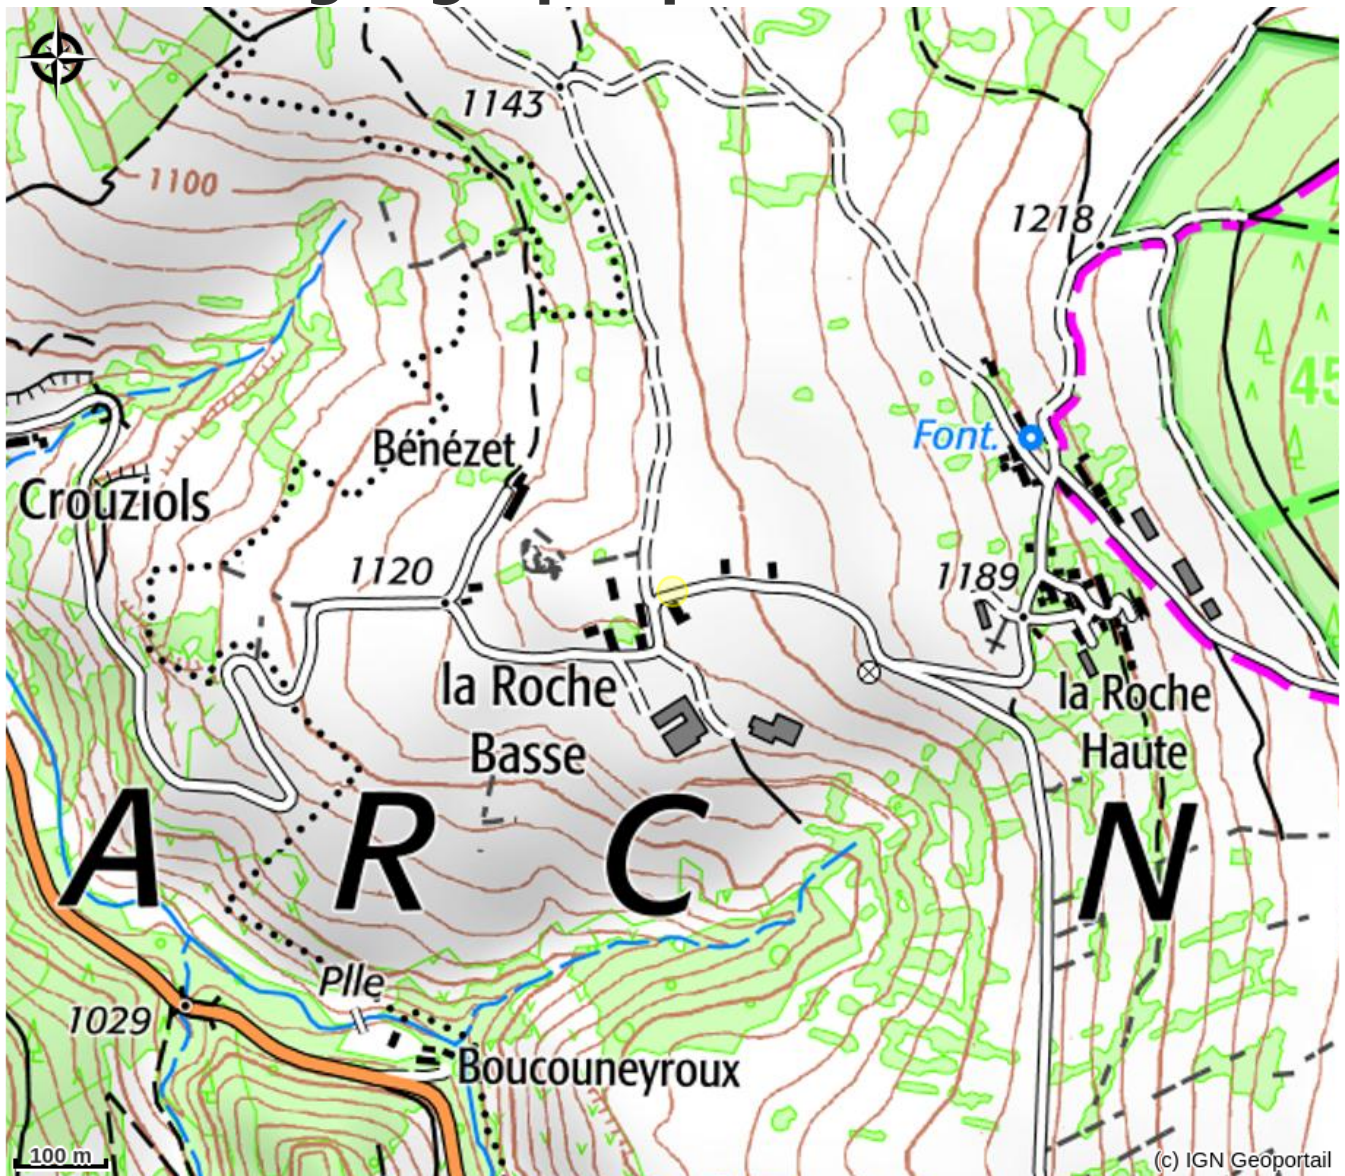 1143
1100
1218
45
Font.
Bénézet
Crouziols
1120
1189
la Roche
Basse
la Roche
Haute
A R C N
Plle
1029
Boucouneyroux
100 m
(c) IGN Geoportail